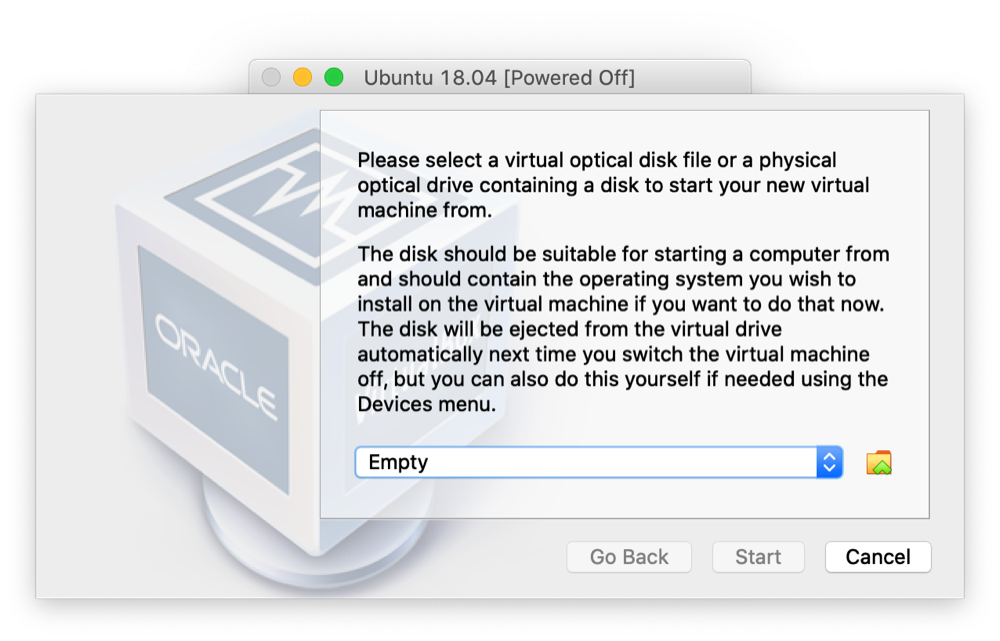 Ubuntu 18.04 [Powered Off]
Please select a virtual optical disk file or a physical
optical drive containing a disk to start your new virtual
machine from.
The disk should be suitable for starting a computer from
and should contain the operating system you wish to
install on the virtual machine if you want to do that now.
The disk will be ejected from the virtual drive
automatically next time you switch the virtual machine
off, but you can also do this yourself if needed using the
Devices menu.
ORACLE
Empty
Go Back
Start
Cancel